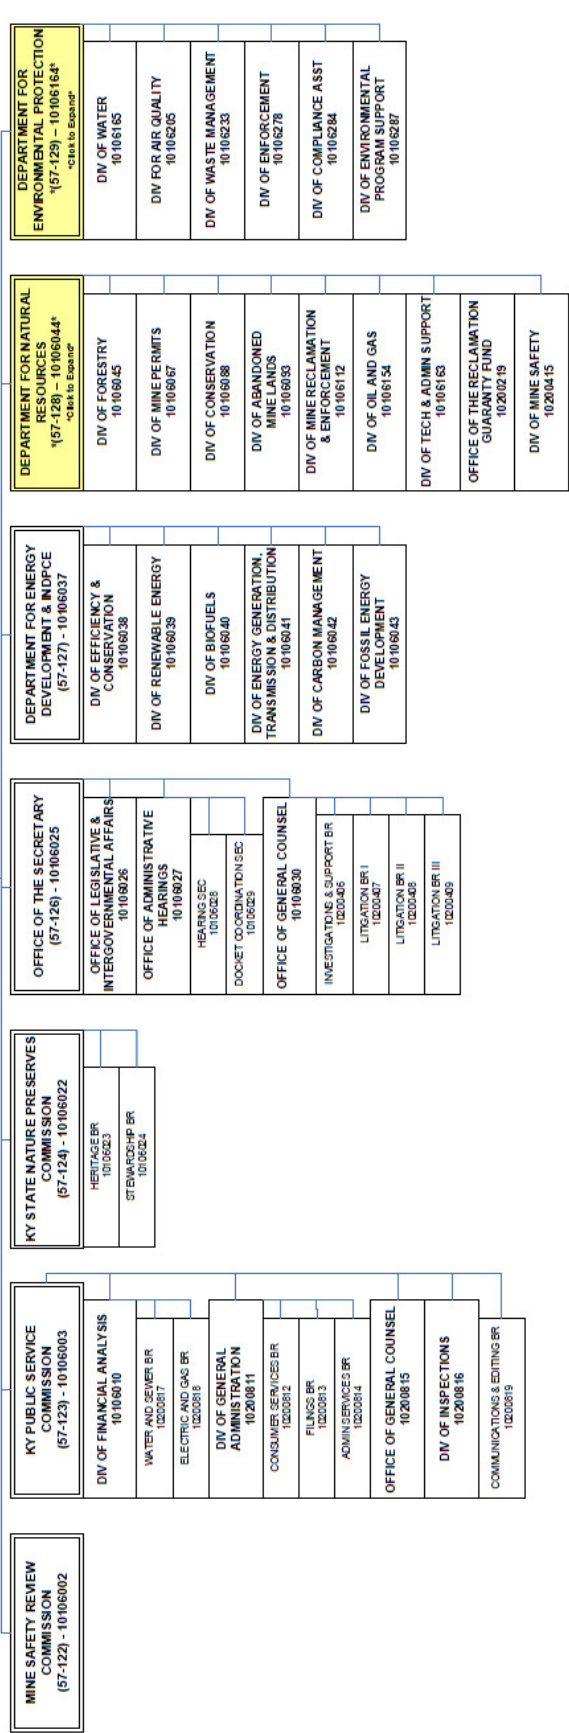 MINE SAFETY REVIEW
COMMISSION
(57-122) - 10106002
KY PUBLIC SERVICE
COMMISSION
(57-123) - 10106003
DIV OF FINANCIAL ANALYSIS
10106010
WATER AND SEWER BR
10200817
ELECTRIC AND GAS BR
10200818
DIV OF GENERAL
ADMINISTRATION
10200811
CONSUMER SERVICES BR
10200812
FILINGS BR
10200813
ADMIN SERVICES BR
10200814
OFFICE OF GENERAL COUNSEL
10200815
DIV OF INSPECTIONS
10200816
COMMUNICATIONS & EDITING BR
10200819
KY STATE NATURE PRESERVES
COMMISSION
(57-124) - 10106022
HERITAGE BR
10106023
STEWARDSHIP BR
10106024
OFFICE OF THE SECRETARY
(57-126) - 10106025
OFFICE OF LEGISLATIVE &
INTERGOVERNMENTAL AFFAIRS
10106026
OFFICE OF ADMINISTRATIVE
HEARINGS
10106027
HEARING SEC
10106028
DOCKET COORDINATION SEC
10106029
OFFICE OF GENERAL COUNSEL
10106030
INVESTIGATIONS & SUPPORT BR
10200406
LITIGATION BR I
10200407
LITIGATION BR II
10200408
LITIGATION BR III
10200409
DEPARTMENT FOR ENERGY
DEVELOPMENT & INDPCE
(57-127) - 10106037
DIV OF EFFICIENCY &
CONSERVATION
10106038
DIV OF RENEWABLE ENERGY
10106039
DIV OF BIOFUELS
10106040
DIV OF ENERGY GENERATION,
TRANSMISSION & DISTRIBUTION
10106041
DIV OF CARBON MANAGEMENT
10106042
DIV OF FOSSIL ENERGY
DEVELOPMENT
10106043
DEPARTMENT FOR NATURAL
RESOURCES
*(57-128) – 10106044*
*Click to Expand*
DIV OF FORESTRY
10106045
DIV OF MINE PERMITS
10106067
DIV OF CONSERVATION
10106088
DIV OF ABANDONED
MINE LANDS
10106093
DIV OF MINE RECLAMATION
& ENFORCEMENT
10106112
DIV OF OIL AND GAS
10106154
DIV OF TECH & ADMIN SUPPORT
10106163
OFFICE OF THE RECLAMATION
GUARANTY FUND
10200219
DIV OF MINE SAFETY
10200415
DEPARTMENT FOR
ENVIRONMENTAL PROTECTION
*(57-129) – 10106164*
*Click to Expand*
DIV OF WATER
10106165
DIV FOR AIR QUALITY
10106205
DIV OF WASTE MANAGEMENT
10106233
DIV OF ENFORCEMENT
10106278
DIV OF COMPLIANCE ASST
10106284
DIV OF ENVIRONMENTAL
PROGRAM SUPPORT
10106287